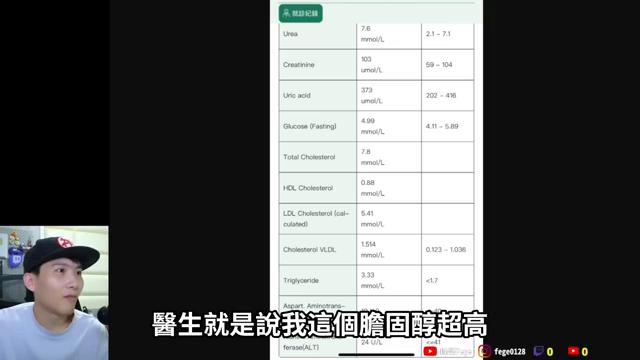 就診紀錄
Urea 7.6 mmol/L 2.1 - 7.1
Creatinine 103 umol/L 59 - 104
Uric acid 373 umol/L 202 - 416
Glucose (Fasting) 4.99 mmol/L 4.11 - 5.89
Total Cholesterol 7.8 mmol/L
HDL Cholesterol 0.88 mmol/L
LDL Cholesterol (cal-
culated) 5.41 mmol/L
Cholesterol VLDL 1.514 mmol/L 0.123 - 1.036
Triglyceride 3.33 mmol/L <1.7
Aspart. Aminotrans-
醫生就是說我這個膽固醇超高
ferase(ALT) 24 U/L <=41
fege0128 0 0